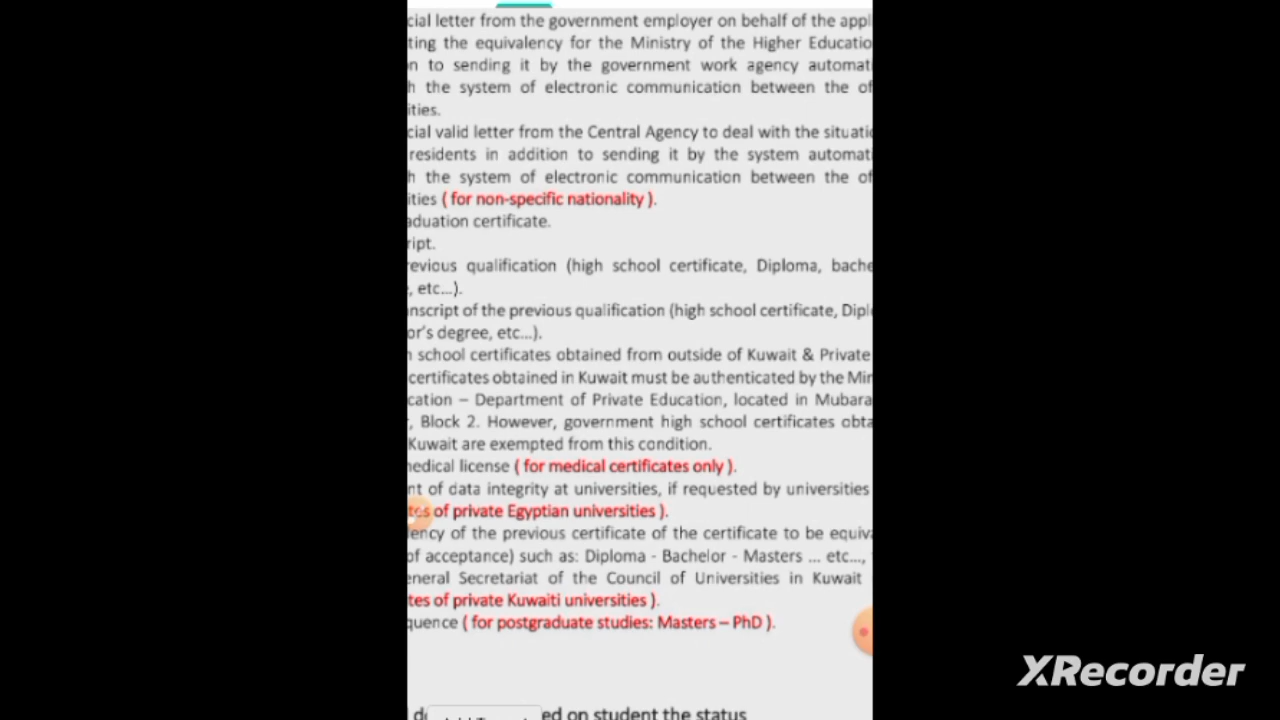 cial letter from the government employer on behalf of the appl
ting the equivalency for the Ministry of the Higher Educatio
n to sending it by the government work agency automat
h the system of electronic communication between the of
ities.
cial valid letter from the Central Agency to deal with the situatio
residents in addition to sending it by the system automat
h the system of electronic communication between the of
ities ( for non-specific nationality ).
aduation certificate.
ript.
revious qualification (high school certificate, Diploma, bache
, etc...).
nscript of the previous qualification (high school certificate, Dipl
or's degree, etc...).
school certificates obtained from outside of Kuwait & Private
certificates obtained in Kuwait must be authenticated by the Min
cation – Department of Private Education, located in Mubara
, Block 2. However, government high school certificates obta
Kuwait are exempted from this condition.
nedical license ( for medical certificates only ).
nt of data integrity at universities, if requested by universities
tes of private Egyptian universities ).
ency of the previous certificate of the certificate to be equiv
of acceptance) such as: Diploma - Bachelor - Masters ... etc...,
eneral Secretariat of the Council of Universities in Kuwait
tes of private Kuwaiti universities ).
quence ( for postgraduate studies: Masters – PhD ).
ed on student the status
XRecorder